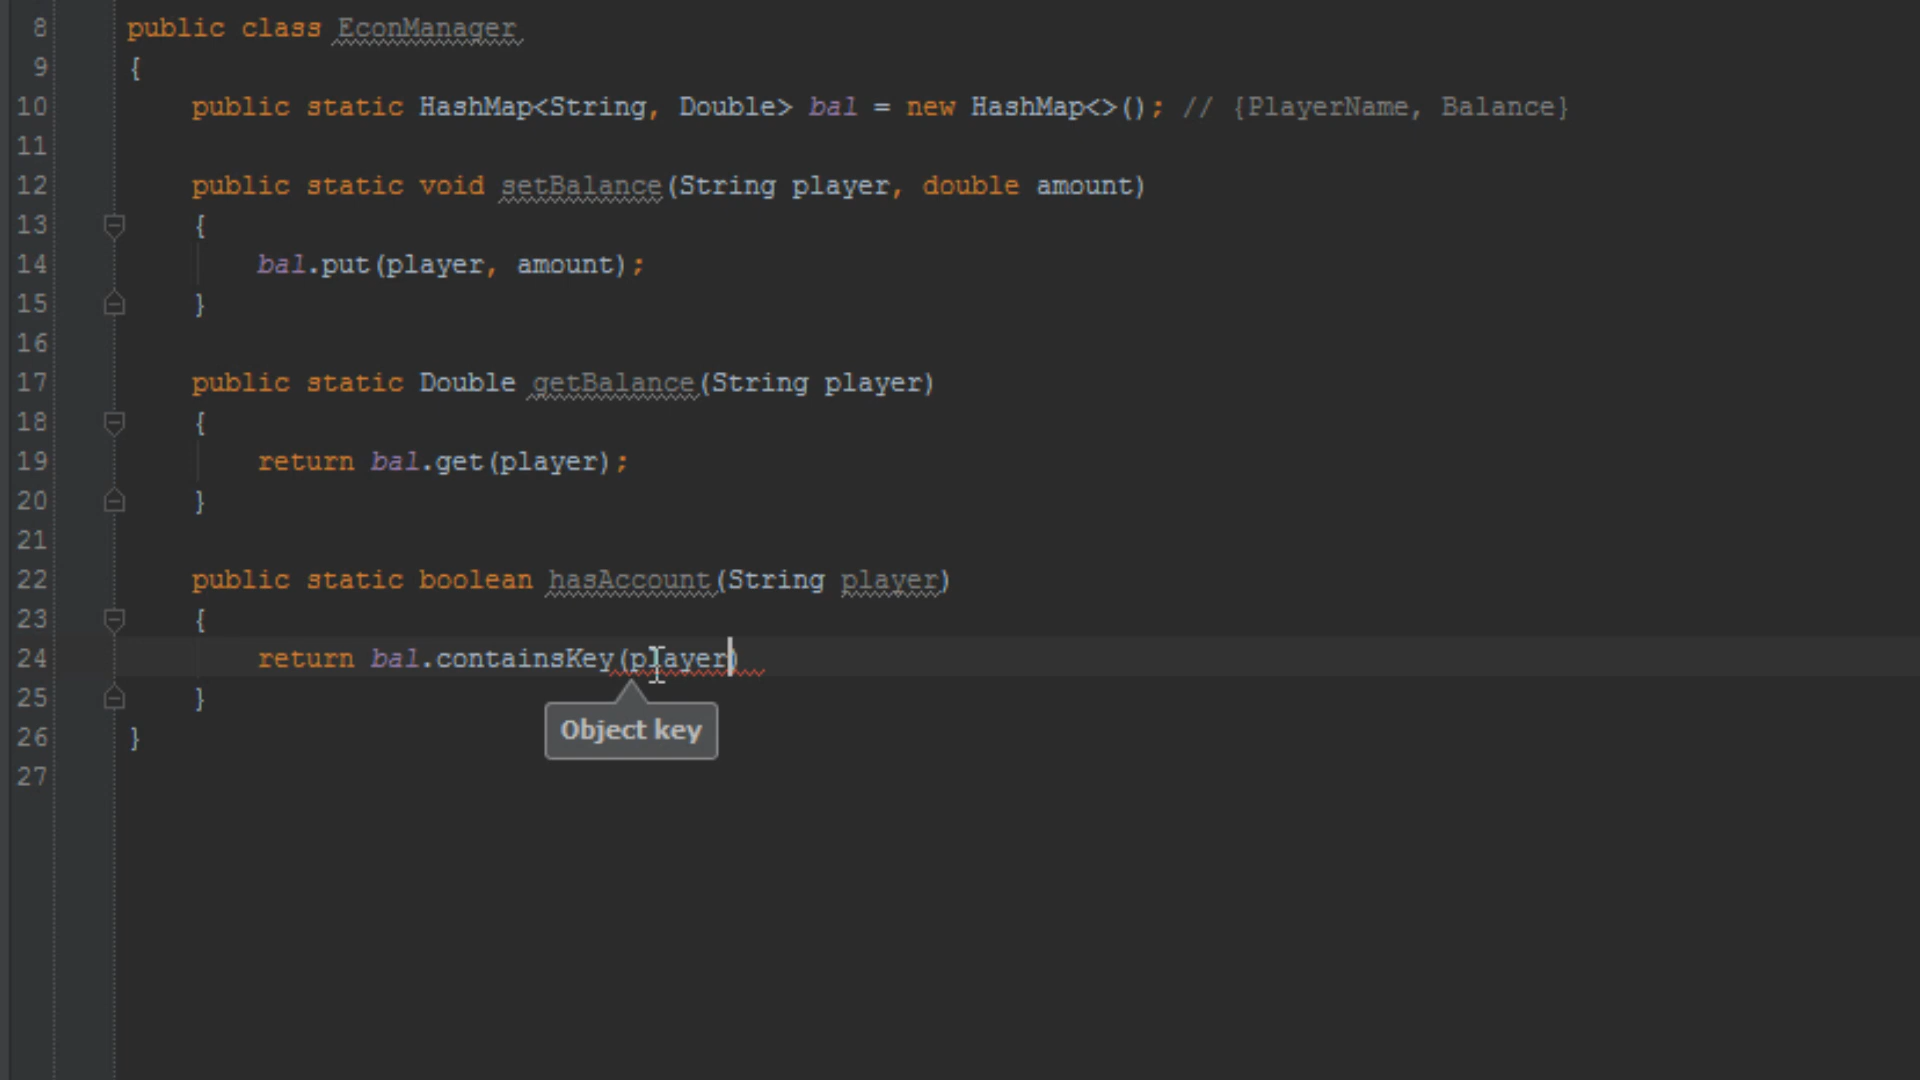 8 public class EconManager
9 {
10 public static HashMap<String, Double> bal = new HashMap<>(); // {PlayerName, Balance}
11
12 public static void setBalance(String player, double amount)
13 {
14 bal.put(player, amount);
15 }
16
17 public static Double getBalance(String player)
18 {
19 return bal.get(player);
20 }
21
22 public static boolean hasAccount(String player)
23 {
24 return bal.containsKey(player)
25 }
Object key
26 }
27